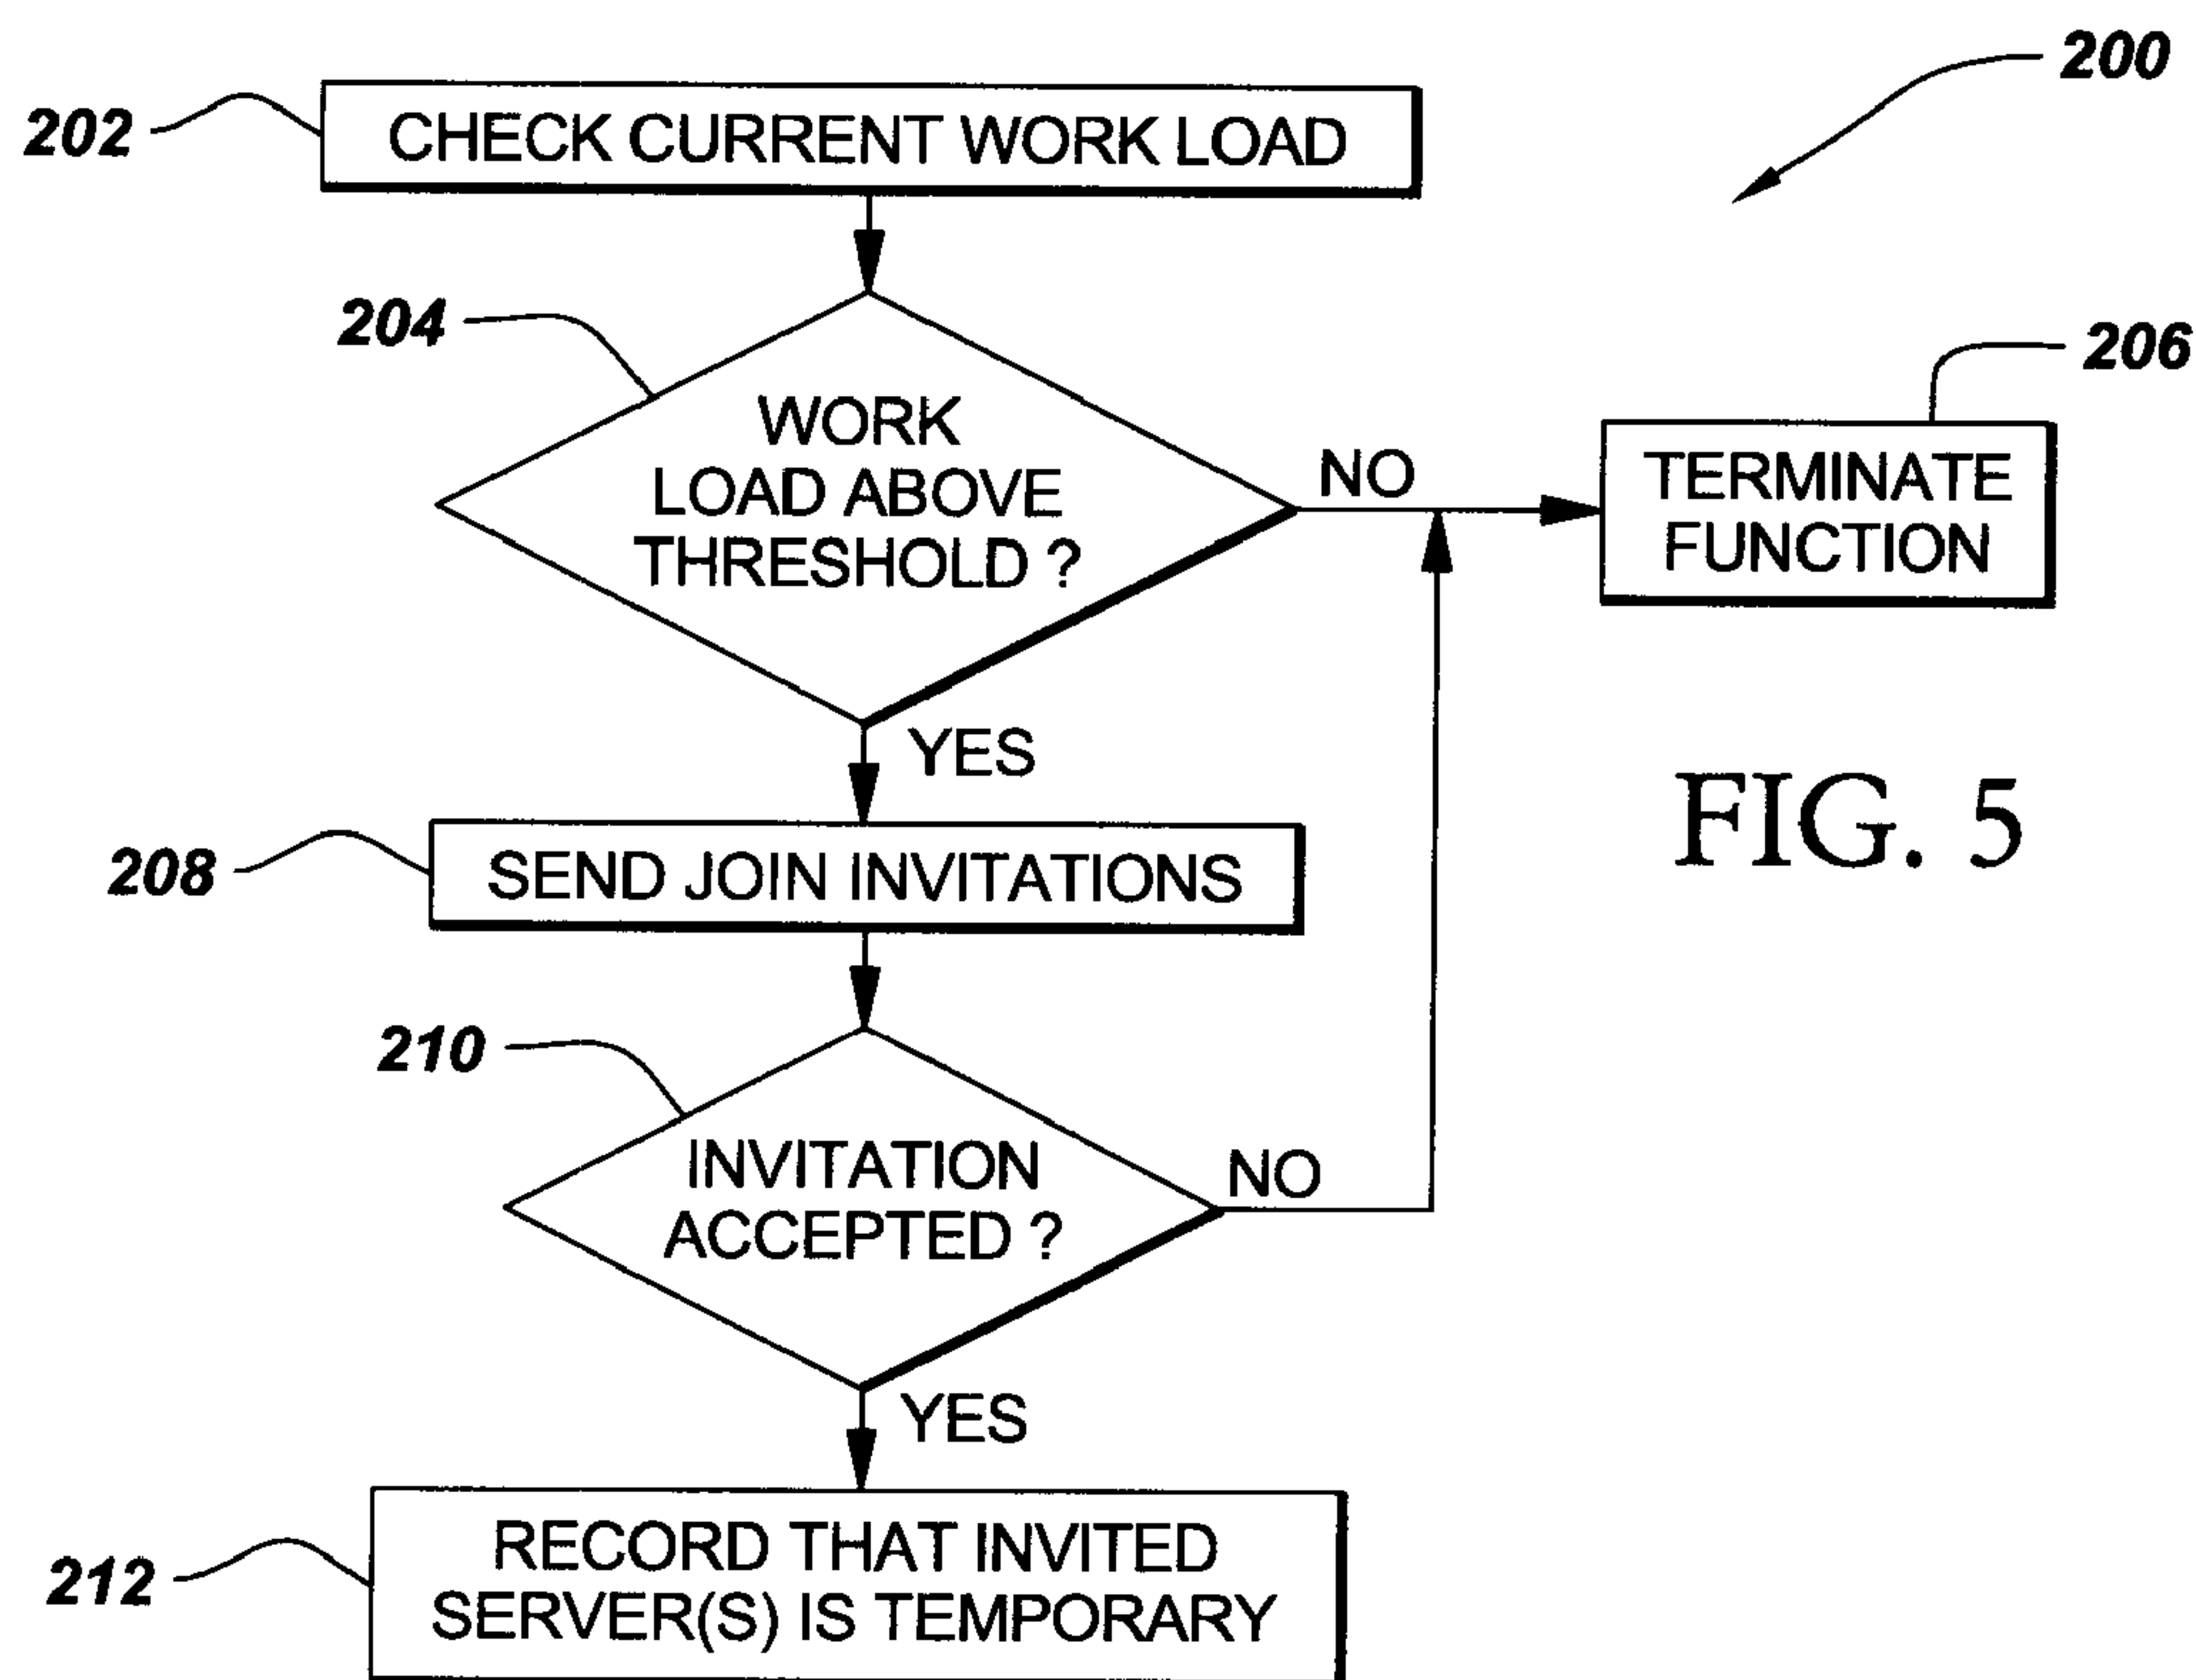 200
202
CHECK CURRENT WORK LOAD
204
206
WORK
LOAD ABOVE
THRESHOLD ?
NO
TERMINATE
FUNCTION
YES
FIG. 5
208
SEND JOIN INVITATIONS
210
INVITATION
ACCEPTED ?
NO
YES
212
RECORD THAT INVITED
SERVER(S) IS TEMPORARY